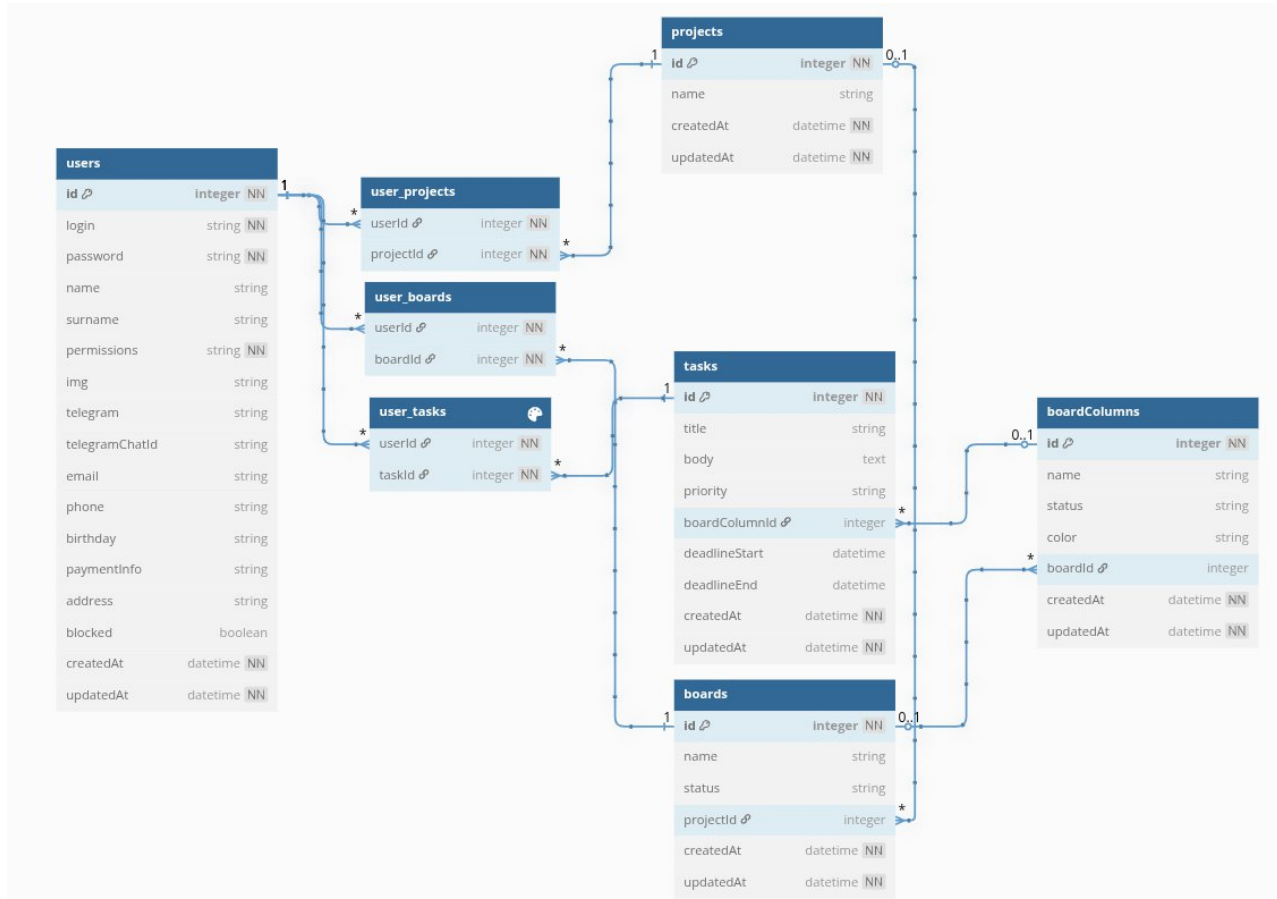 projects
id integer NN
name string
createdAt datetime NN
updatedAt datetime NN
1
0..1
users
id integer NN
login string NN
password string NN
name string
surname string
permissions string NN
img string
telegram string
telegramChatId string
email string
phone string
birthday string
paymentInfo string
address string
blocked boolean
createdAt datetime NN
updatedAt datetime NN
1
user_projects
* userId integer NN
projectId integer NN *
user_boards
* userId integer NN
boardId integer NN *
user_tasks
* userId integer NN
taskId integer NN *
tasks
1 id integer NN
title string
body text
priority string
boardColumnId integer *
deadlineStart datetime
deadlineEnd datetime
createdAt datetime NN
updatedAt datetime NN
boardColumns
0..1 id integer NN
name string
status string
color string
* boardId integer
createdAt datetime NN
updatedAt datetime NN
boards
1 id integer NN 0..1
name string
status string
projectId integer *
createdAt datetime NN
updatedAt datetime NN